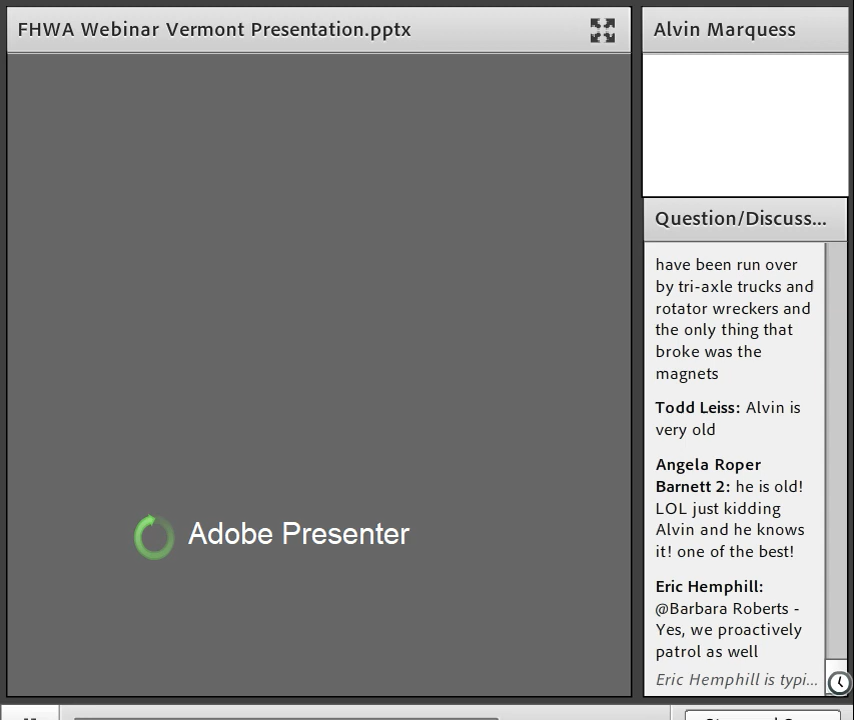 FHWA Webinar Vermont Presentation.pptx
Alvin Marquess
Question/Discuss...
have been run over
by tri-axle trucks and
rotator wreckers and
the only thing that
broke was the
magnets
Todd Leiss: Alvin is
very old
Angela Roper
Barnett 2: he is old!
LOL just kidding
Alvin and he knows
it! one of the best!
Eric Hemphill:
@Barbara Roberts -
Yes, we proactively
patrol as well
Eric Hemphill is typi...
Adobe Presenter